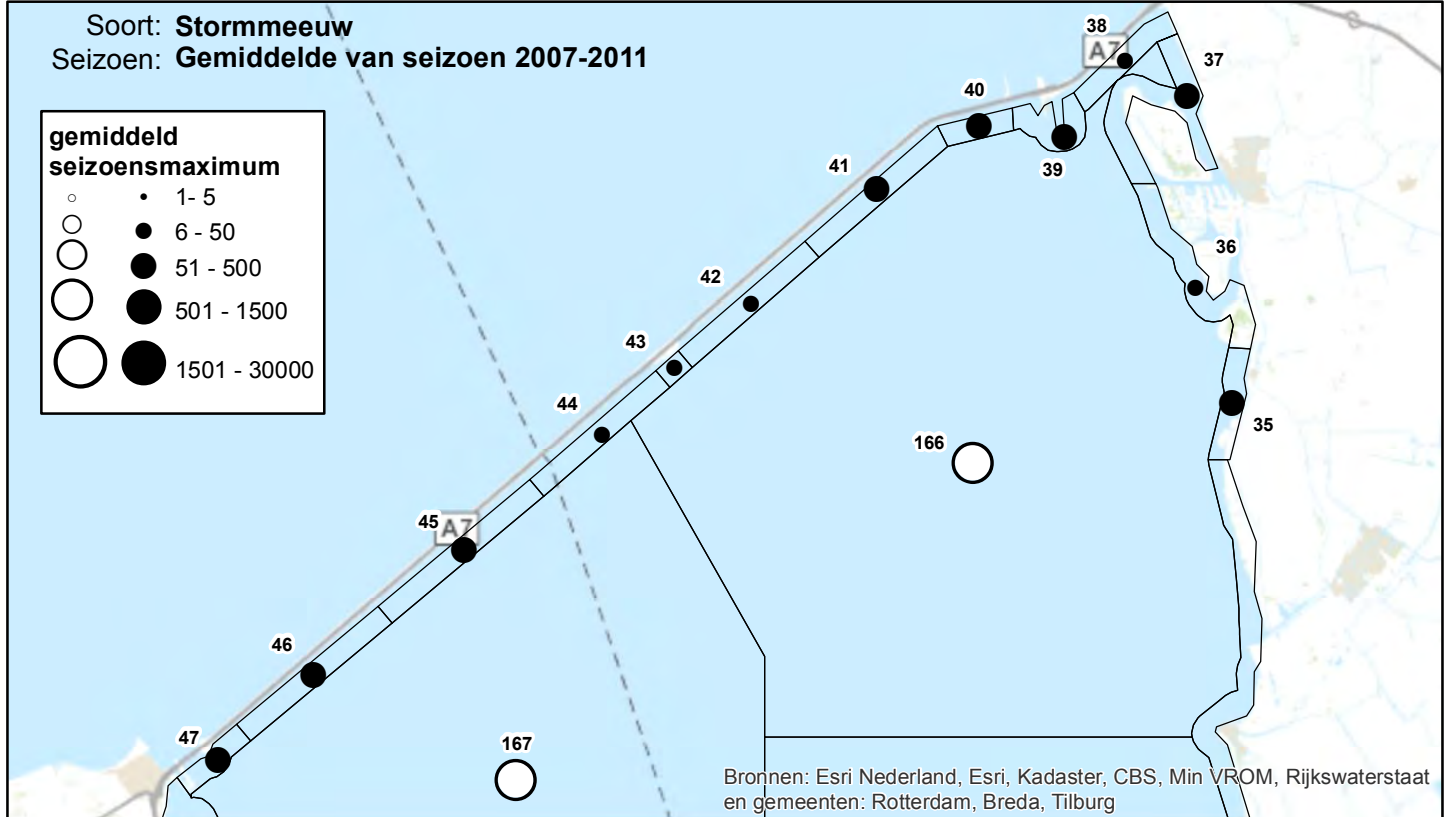 Soort: Stormmeeuw
Seizoen: Gemiddelde van seizoen 2007-2011
gemiddeld
seizoensmaximum
1- 5
6 - 50
51 - 500
501 - 1500
1501 - 30000
38
A7
37
40
39
41
36
42
43
35
44
166
45
A7
46
47
167
Bronnen: Esri Nederland, Esri, Kadaster, CBS, Min VROM, Rijkswaterstaat
en gemeenten: Rotterdam, Breda, Tilburg